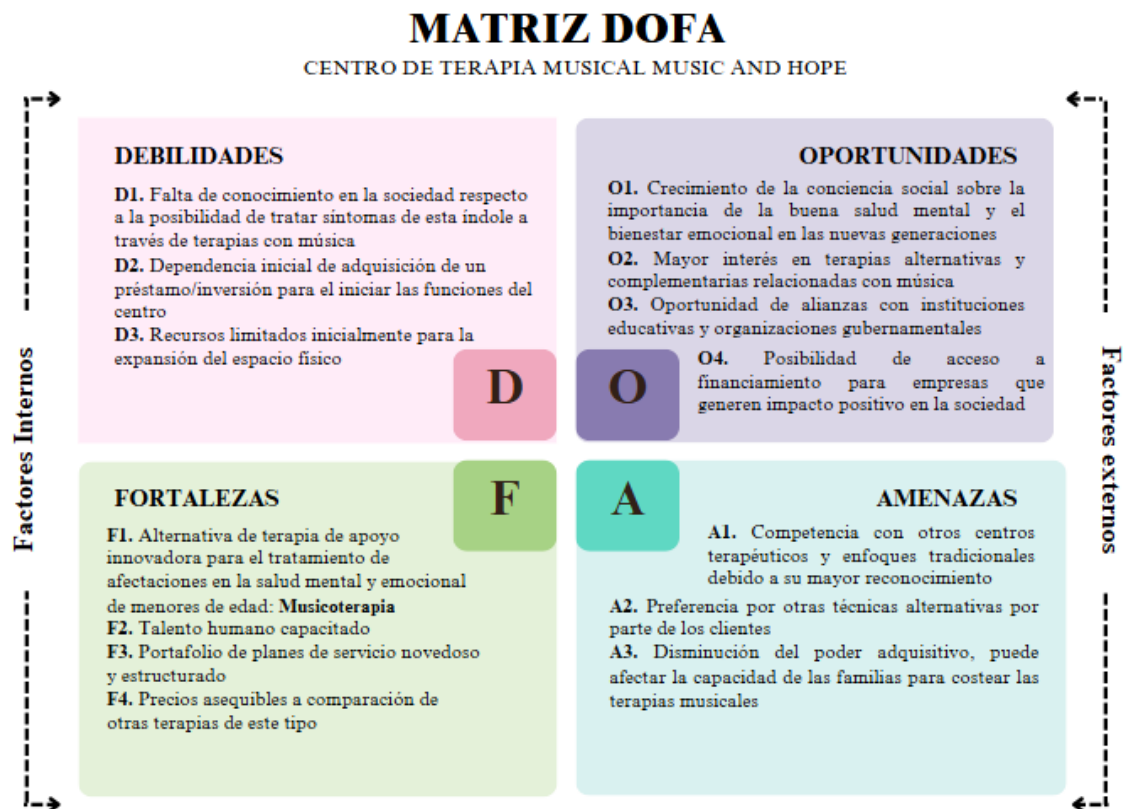 MATRIZ DOFA
CENTRO DE TERAPIA MUSICAL MUSIC AND HOPE
Factores Internos
DEBILIDADES
D1. Falta de conocimiento en la sociedad respecto
a la posibilidad de tratar síntomas de esta índole a
través de terapias con música
D2. Dependencia inicial de adquisición de un
préstamo/inversión para el iniciar las funciones del
centro
D3. Recursos limitados inicialmente para la
expansión del espacio físico
D
OPORTUNIDADES
O1. Crecimiento de la conciencia social sobre la
importancia de la buena salud mental y el
bienestar emocional en las nuevas generaciones
O2. Mayor interés en terapias alternativas y
complementarias relacionadas con música
O3. Oportunidad de alianzas con instituciones
educativas y organizaciones gubernamentales
O4. Posibilidad de acceso a
financiamiento para empresas que
generen impacto positivo en la sociedad
O
FORTALEZAS
F1. Alternativa de terapia de apoyo
innovadora para el tratamiento de
afectaciones en la salud mental y emocional
de menores de edad: Musicoterapia
F2. Talento humano capacitado
F3. Portafolio de planes de servicio novedoso
y estructurado
F4. Precios asequibles a comparación de
otras terapias de este tipo
F
AMENAZAS
A1. Competencia con otros centros
terapéuticos y enfoques tradicionales
debido a su mayor reconocimiento
A2. Preferencia por otras técnicas alternativas por
parte de los clientes
A3. Disminución del poder adquisitivo, puede
afectar la capacidad de las familias para costear las
terapias musicales
A
Factores externos